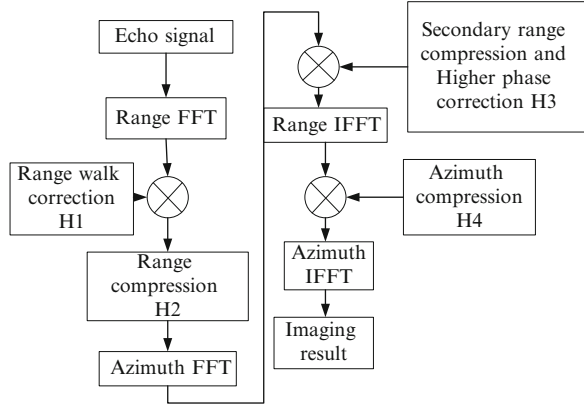 Echo signal
Range FFT
Range walk
correction
H1
Range
compression
H2
Azimuth FFT
Secondary range
compression and
Higher phase
correction H3
Range IFFT
Azimuth
compression
H4
Azimuth
IFFT
Imaging
result